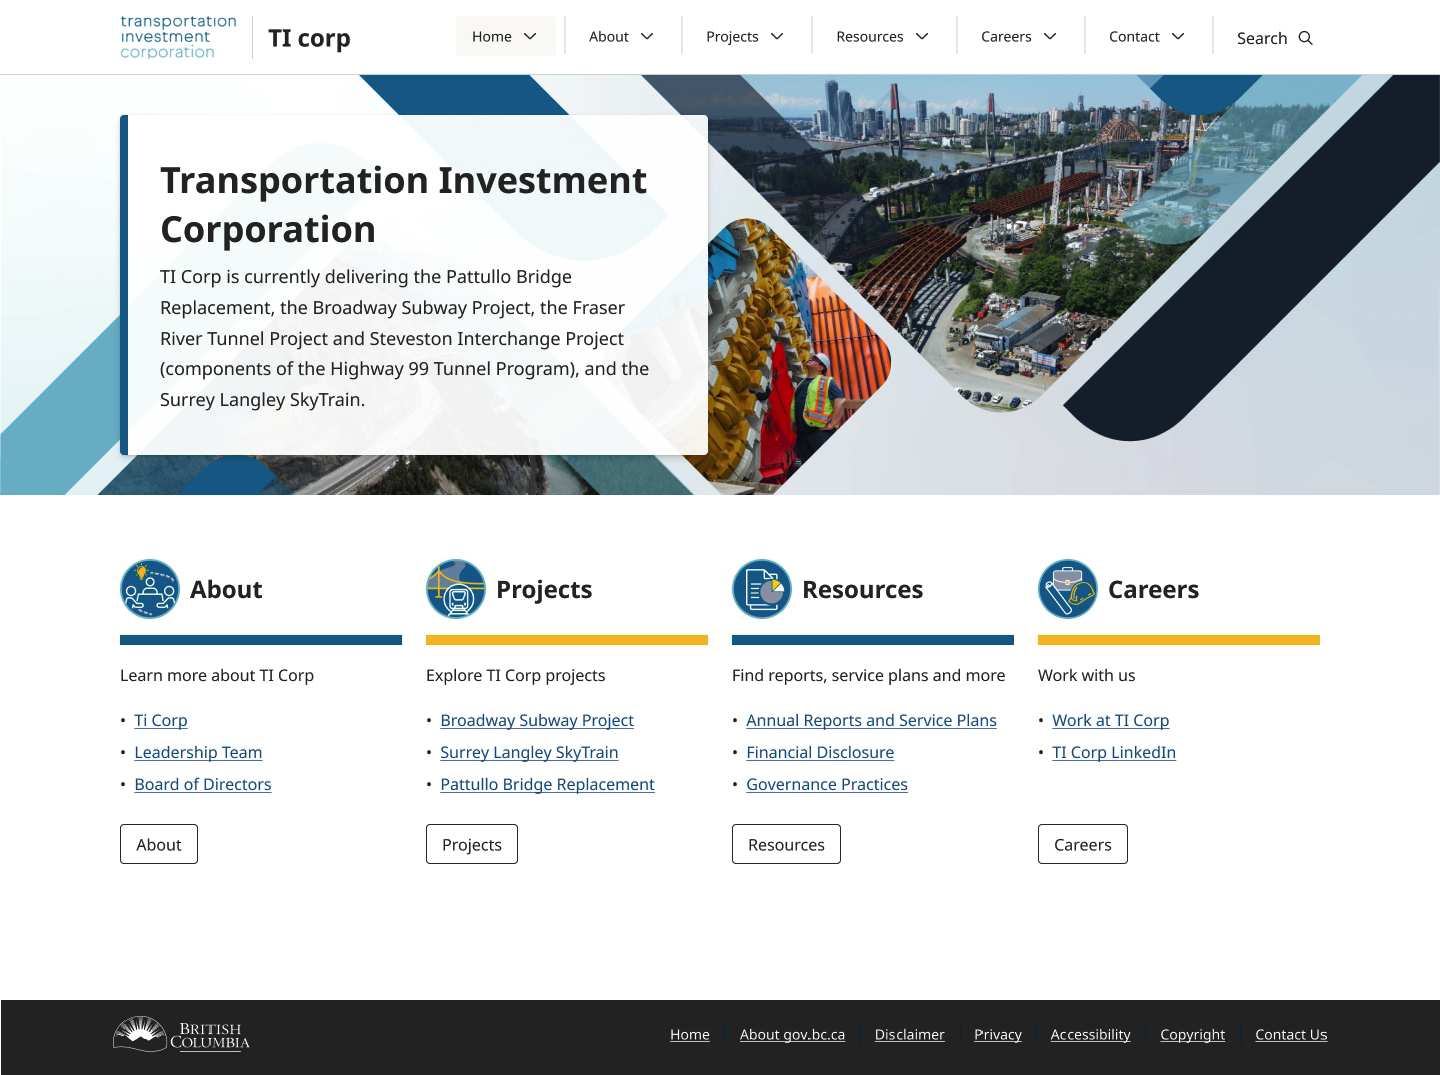 transportation
investment
corporation
TI corp
Home
About
Projects
Resources
Careers
Contact
Search
Transportation Investment
Corporation
TI Corp is currently delivering the Pattullo Bridge
Replacement, the Broadway Subway Project, the Fraser
River Tunnel Project and Steveston Interchange Project
(components of the Highway 99 Tunnel Program), and the
Surrey Langley SkyTrain.
About
Learn more about TI Corp
• Ti Corp
• Leadership Team
• Board of Directors
About
Projects
Explore TI Corp projects
• Broadway Subway Project
• Surrey Langley SkyTrain
• Pattullo Bridge Replacement
Projects
Resources
Find reports, service plans and more
• Annual Reports and Service Plans
• Financial Disclosure
• Governance Practices
Resources
Careers
Work with us
• Work at TI Corp
• TI Corp LinkedIn
Careers
BRITISH
COLUMBIA
Home
About gov.bc.ca
Disclaimer
Privacy
Accessibility
Copyright
Contact Us